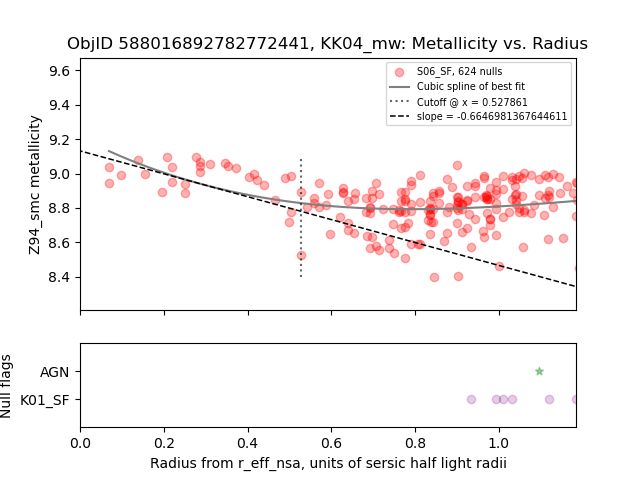 ObjID 588016892782772441, KK04_mw: Metallicity vs. Radius
S06_SF, 624 nulls
Cubic spline of best fit
Cutoff @ x = 0.527861
slope = -0.6646981367644611
Z94_smc metallicity
9.6
9.4
9.2
9.0
8.8
8.6
8.4
Null flags
AGN
K01_SF
0.0 0.2 0.4 0.6 0.8 1.0
Radius from r_eff_nsa, units of sersic half light radii